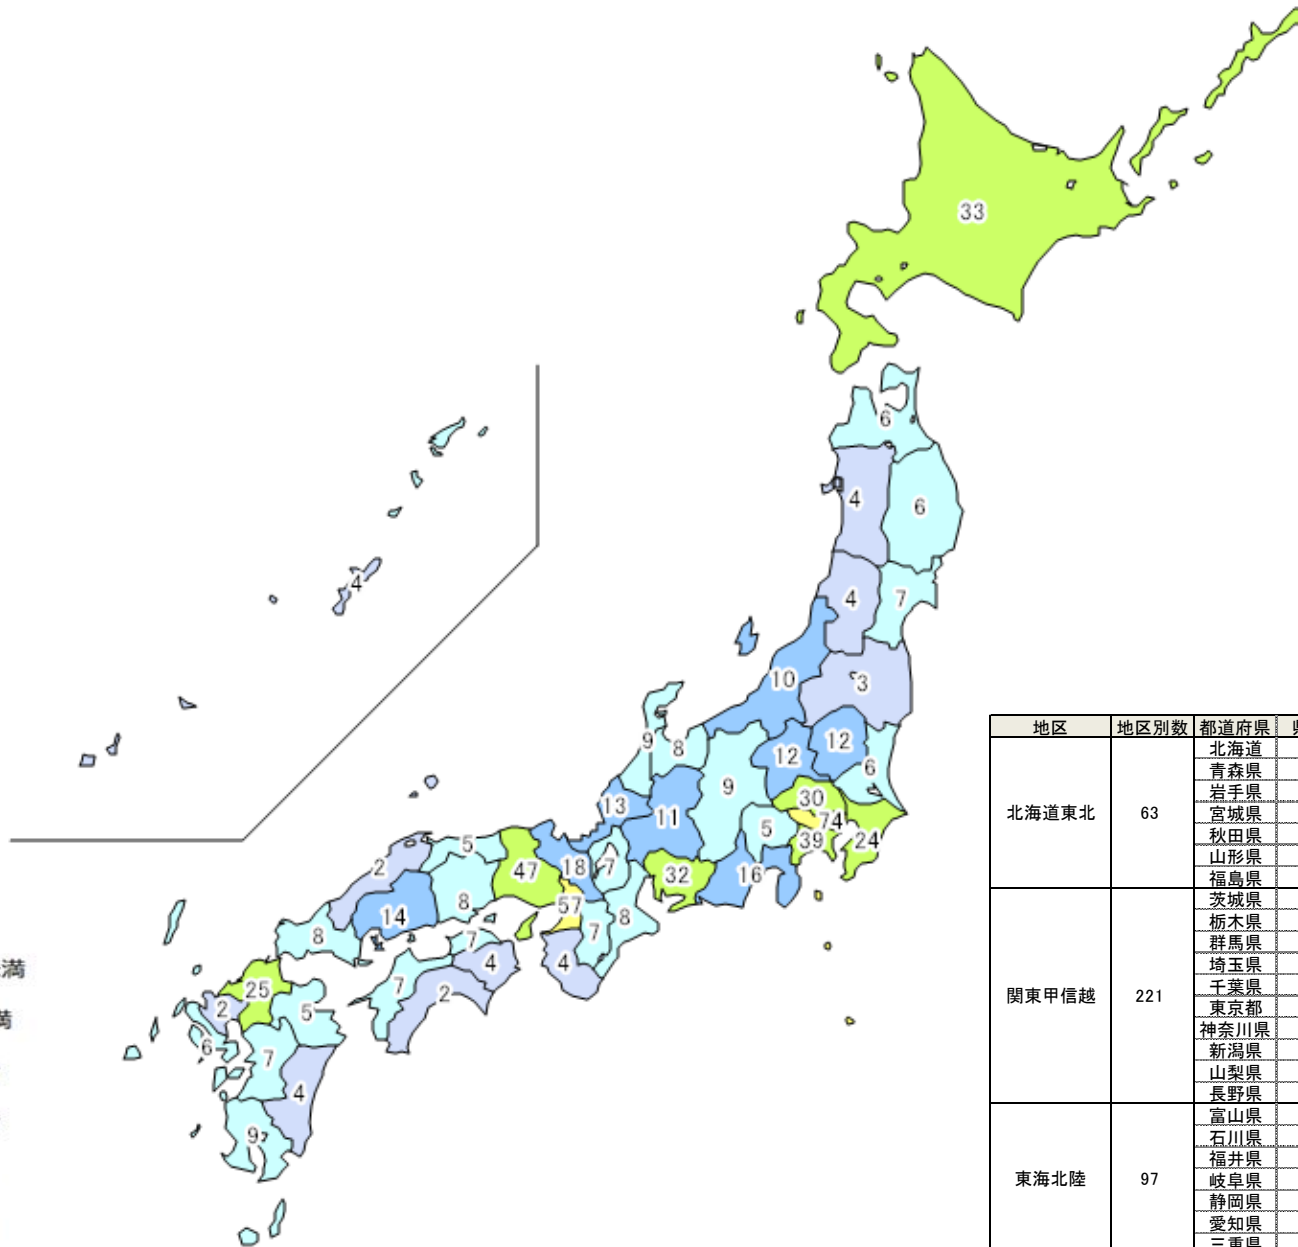 33
6
4
6
4
4
7
10
3
9
8
12
12
6
9
13
11
30
74
5
39
24
5
2
47
18
7
32
16
8
57
14
8
7
8
7
4
4
7
2
25
2
5
6
7
4
9
満
満
地区 地区別数 都道府県
北海道東北 63
北海道
青森県
岩手県
宮城県
秋田県
山形県
福島県
関東甲信越 221
茨城県
栃木県
群馬県
埼玉県
千葉県
東京都
神奈川県
新潟県
山梨県
長野県
東海北陸 97
富山県
石川県
福井県
岐阜県
静岡県
愛知県
三重県